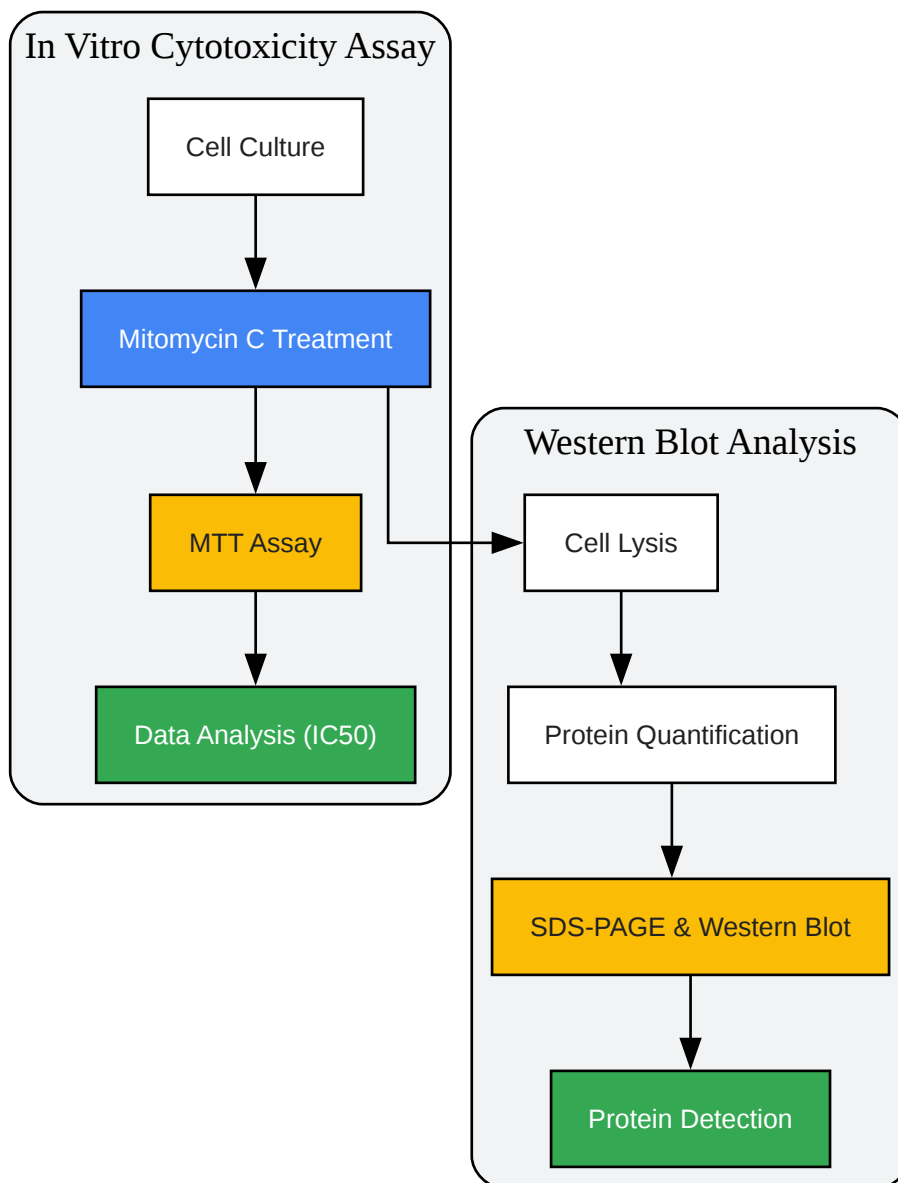 In Vitro Cytotoxicity Assay
Cell Culture
Mitomycin C Treatment
MTT Assay
Data Analysis (IC50)
Western Blot Analysis
Cell Lysis
Protein Quantification
SDS-PAGE & Western Blot
Protein Detection